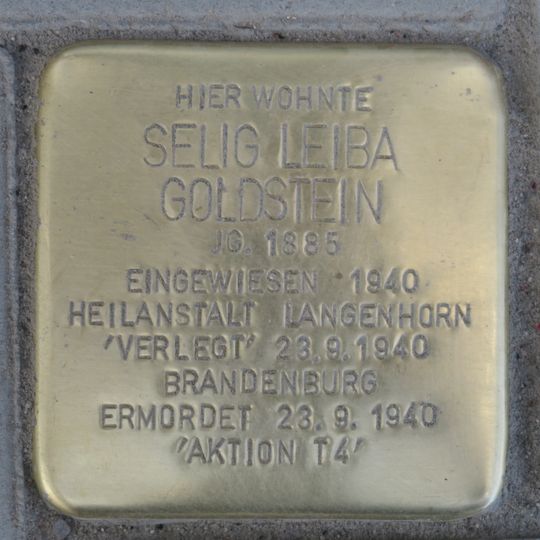 HIER WOHNTE
SELIG LEIBA
GOLDSTEIN
JG. 1885
EINGEWIESEN 1940
HEILANSTALT LANGENHORN
'VERLEGT' 23.9.1940
BRANDENBURG
ERMORDET 23.9.1940
'AKTION T4'